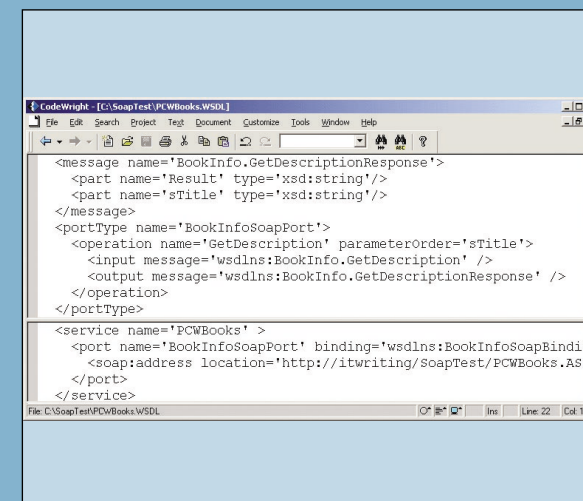 CodeWright - [C:\SoapTest\PCWBooks.WSDL]
File Edit Search Project Text Document Customize Tools Window Help
<message name='BookInfo.GetDescriptionResponse'>
<part name='Result' type='xsd:string'/>
<part name='sTitle' type='xsd:string'/>
</message>
<portType name='BookInfoSoapPort'>
<operation name='GetDescription' parameterOrder='sTitle'>
<input message='wsdlns:BookInfo.GetDescription' />
<output message='wsdlns:BookInfo.GetDescriptionResponse' />
</operation>
</portType>
<service name='PCWBooks' >
<port name='BookInfoSoapPort' binding='wsdlns:BookInfoSoapBindi
<soap:address location='http://itwriting/SoapTest/PCWBooks.AS
</port>
</service>
File: C:\SoapTest\PCWBooks.WSDL Ins Line: 22 Col: 1